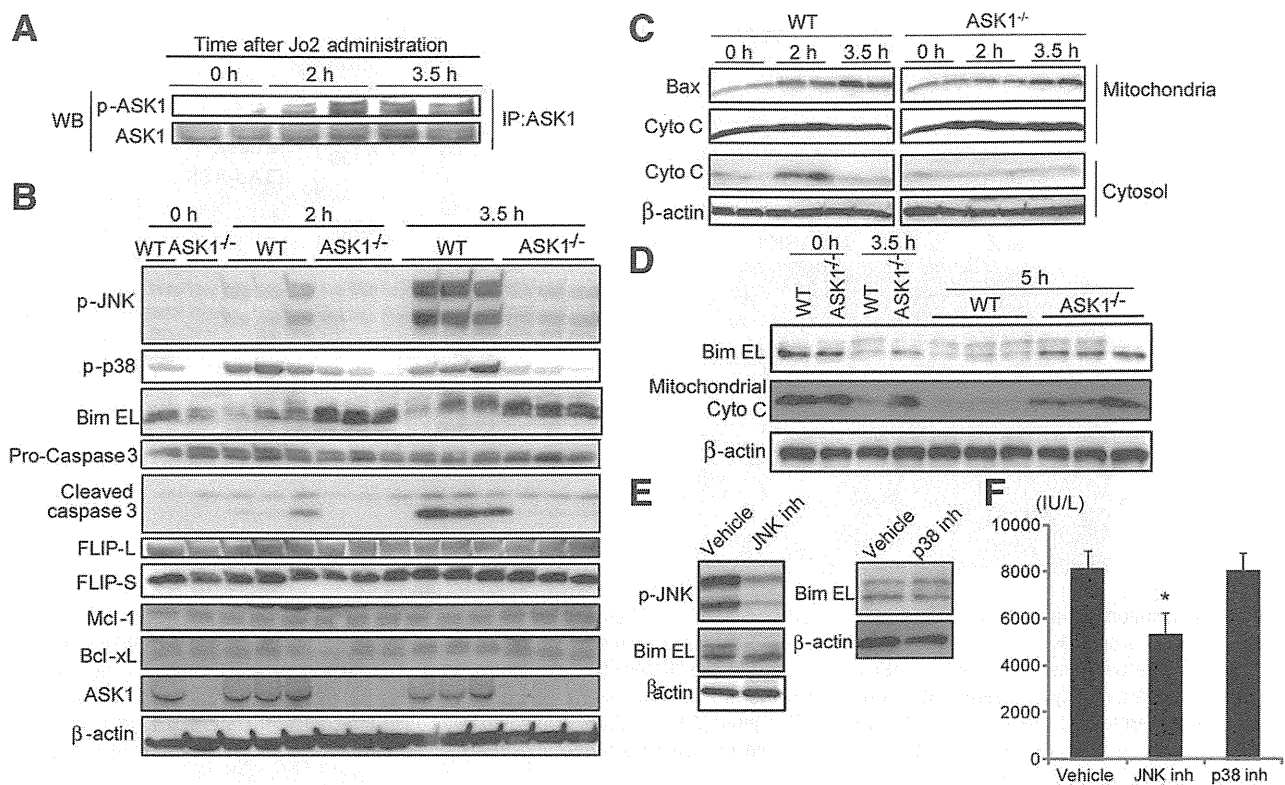 A
Time after Jo2 administration
0 h 2 h 3.5 h
WB
p-ASK1
ASK1
IP:ASK1
B
0 h 2 h 3.5 h
WT ASK1-/- WT ASK1-/- WT ASK1-/-
p-JNK
p-p38
Bim EL
Pro-Caspase 3
Cleaved
caspase 3
FLIP-L
FLIP-S
Mcl-1
Bcl-xL
ASK1
β-actin
C
WT ASK1-/-
0 h 2 h 3.5 h 0 h 2 h 3.5 h
Bax
Cyto C
Mitochondria
Cyto C
β-actin
Cytosol
D
0 h 3.5 h
5 h
WT ASK1-/- WT ASK1-/- WT ASK1-/-
Bim EL
Mitochondrial
Cyto C
β-actin
E
Vehicle JNK inh
p-JNK
Bim EL
β-actin
Vehicle p38 inh
Bim EL
β-actin
F
(IU/L)
10000
8000
6000
4000
2000
0
*
Vehicle JNK inh p38 inh